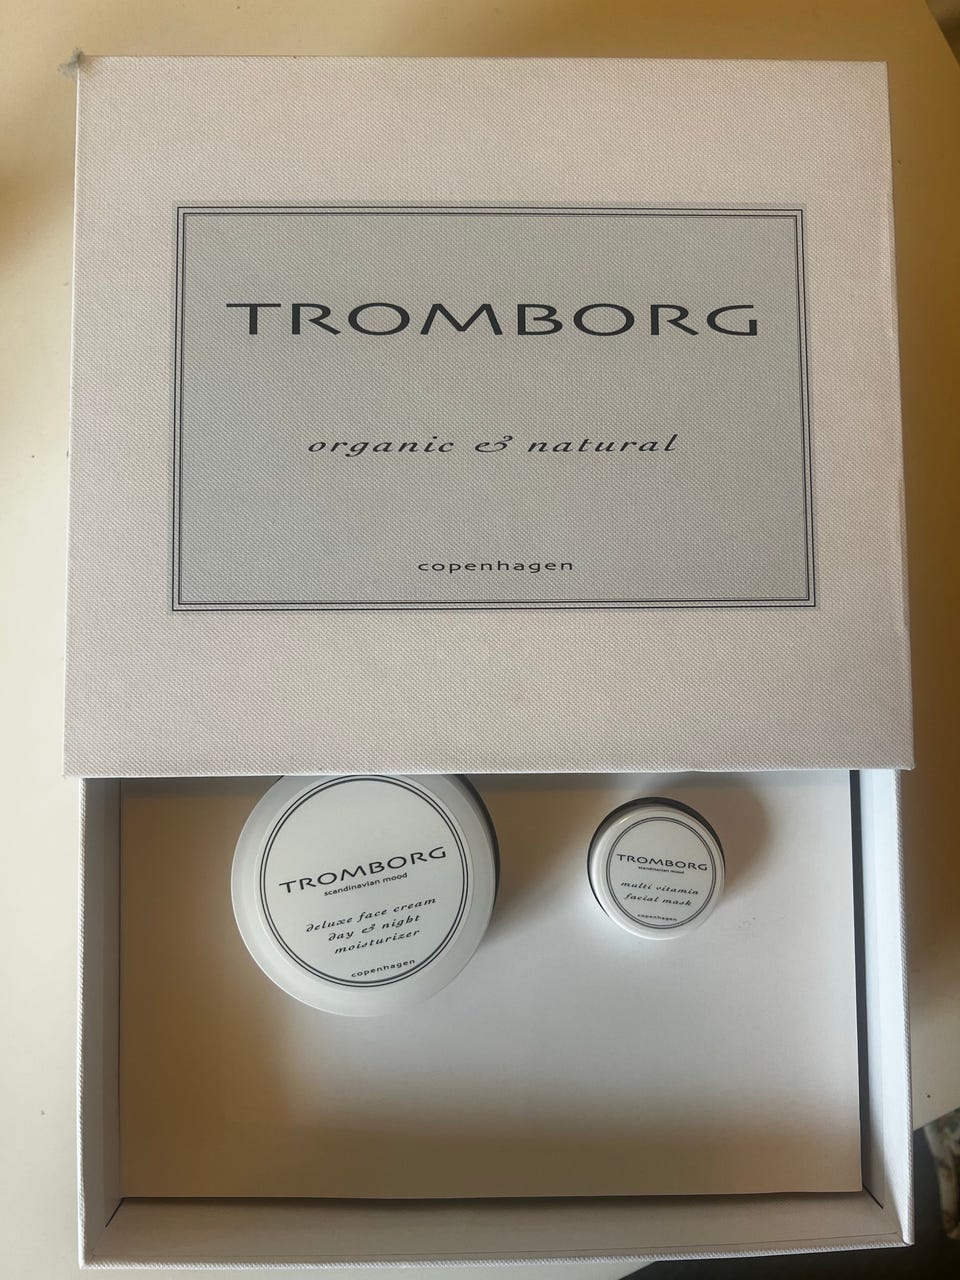 TROMBORG
organic & natural
copenhagen
TROMBORG
scandinavian mood
deluxe face cream
day & night
moisturizer
copenhagen
TROMBORG
scandinavian mood
multi vitamin
facial mask
copenhagen